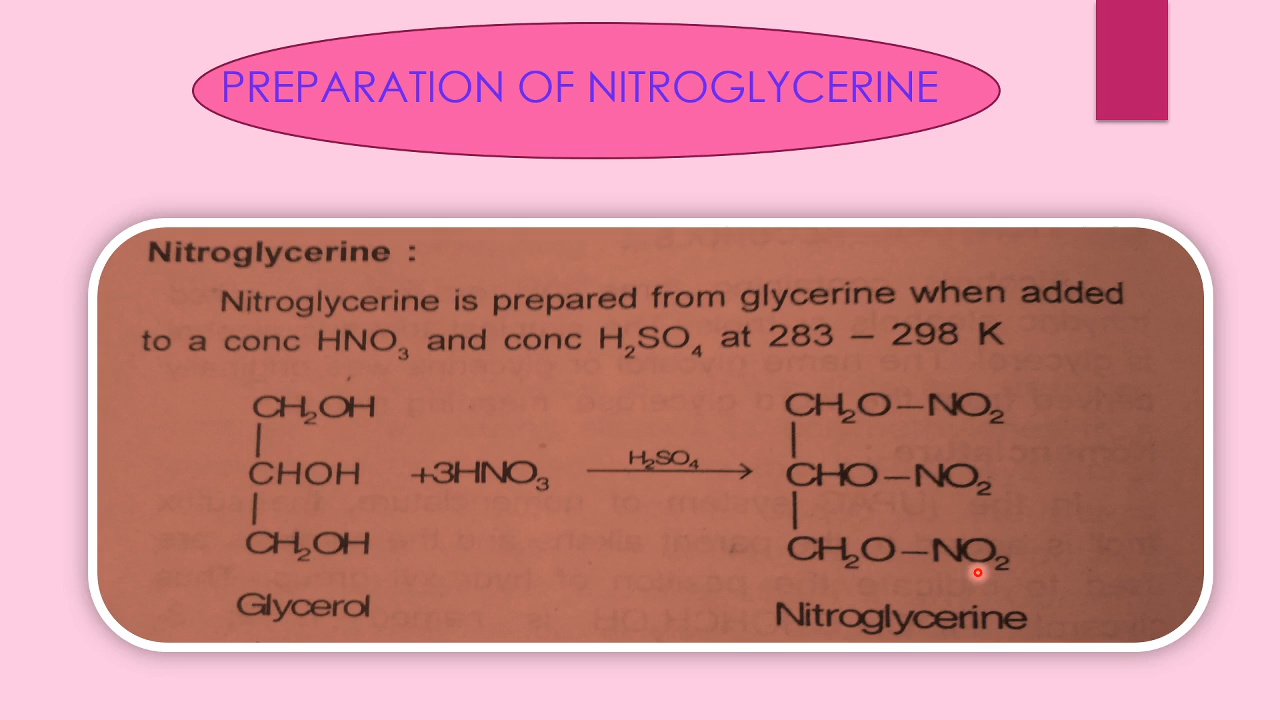 PREPARATION OF NITROGLYCERINE
Nitroglycerine :
Nitroglycerine is prepared from glycerine when added
to a conc HNO₃ and conc H₂SO₄ at 283 – 298 K
CH₂OH
CHOH
CH₂OH
Glycerol
+3HNO₃
H₂SO₄
CH₂O–NO₂
CHO–NO₂
CH₂O–NO₂
Nitroglycerine